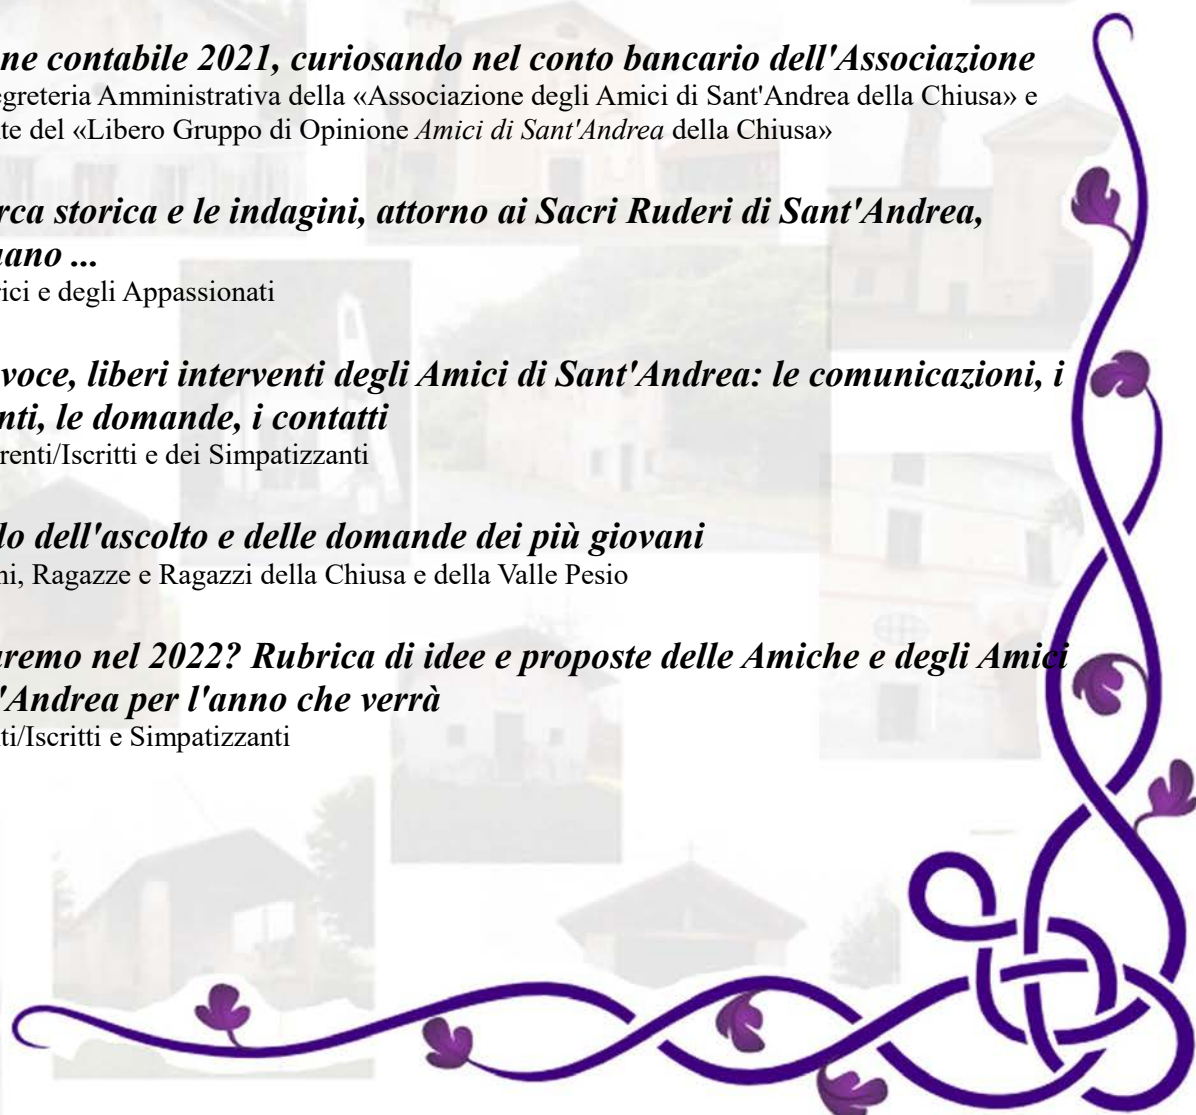 ne contabile 2021, curiosando nel conto bancario dell'Associazione
egreteria Amministrativa della «Associazione degli Amici di Sant'Andrea della Chiusa» e
te del «Libero Gruppo di Opinione Amici di Sant'Andrea della Chiusa»
rca storica e le indagini, attorno ai Sacri Ruderi di Sant'Andrea,
uano ...
rici e degli Appassionati
voce, liberi interventi degli Amici di Sant'Andrea: le comunicazioni, i
nti, le domande, i contatti
renti/Iscritti e dei Simpatizzanti
lo dell'ascolto e delle domande dei più giovani
ni, Ragazze e Ragazzi della Chiusa e della Valle Pesio
remo nel 2022? Rubrica di idee e proposte delle Amiche e degli Amici
'Andrea per l'anno che verrà
ti/Iscritti e Simpatizzanti